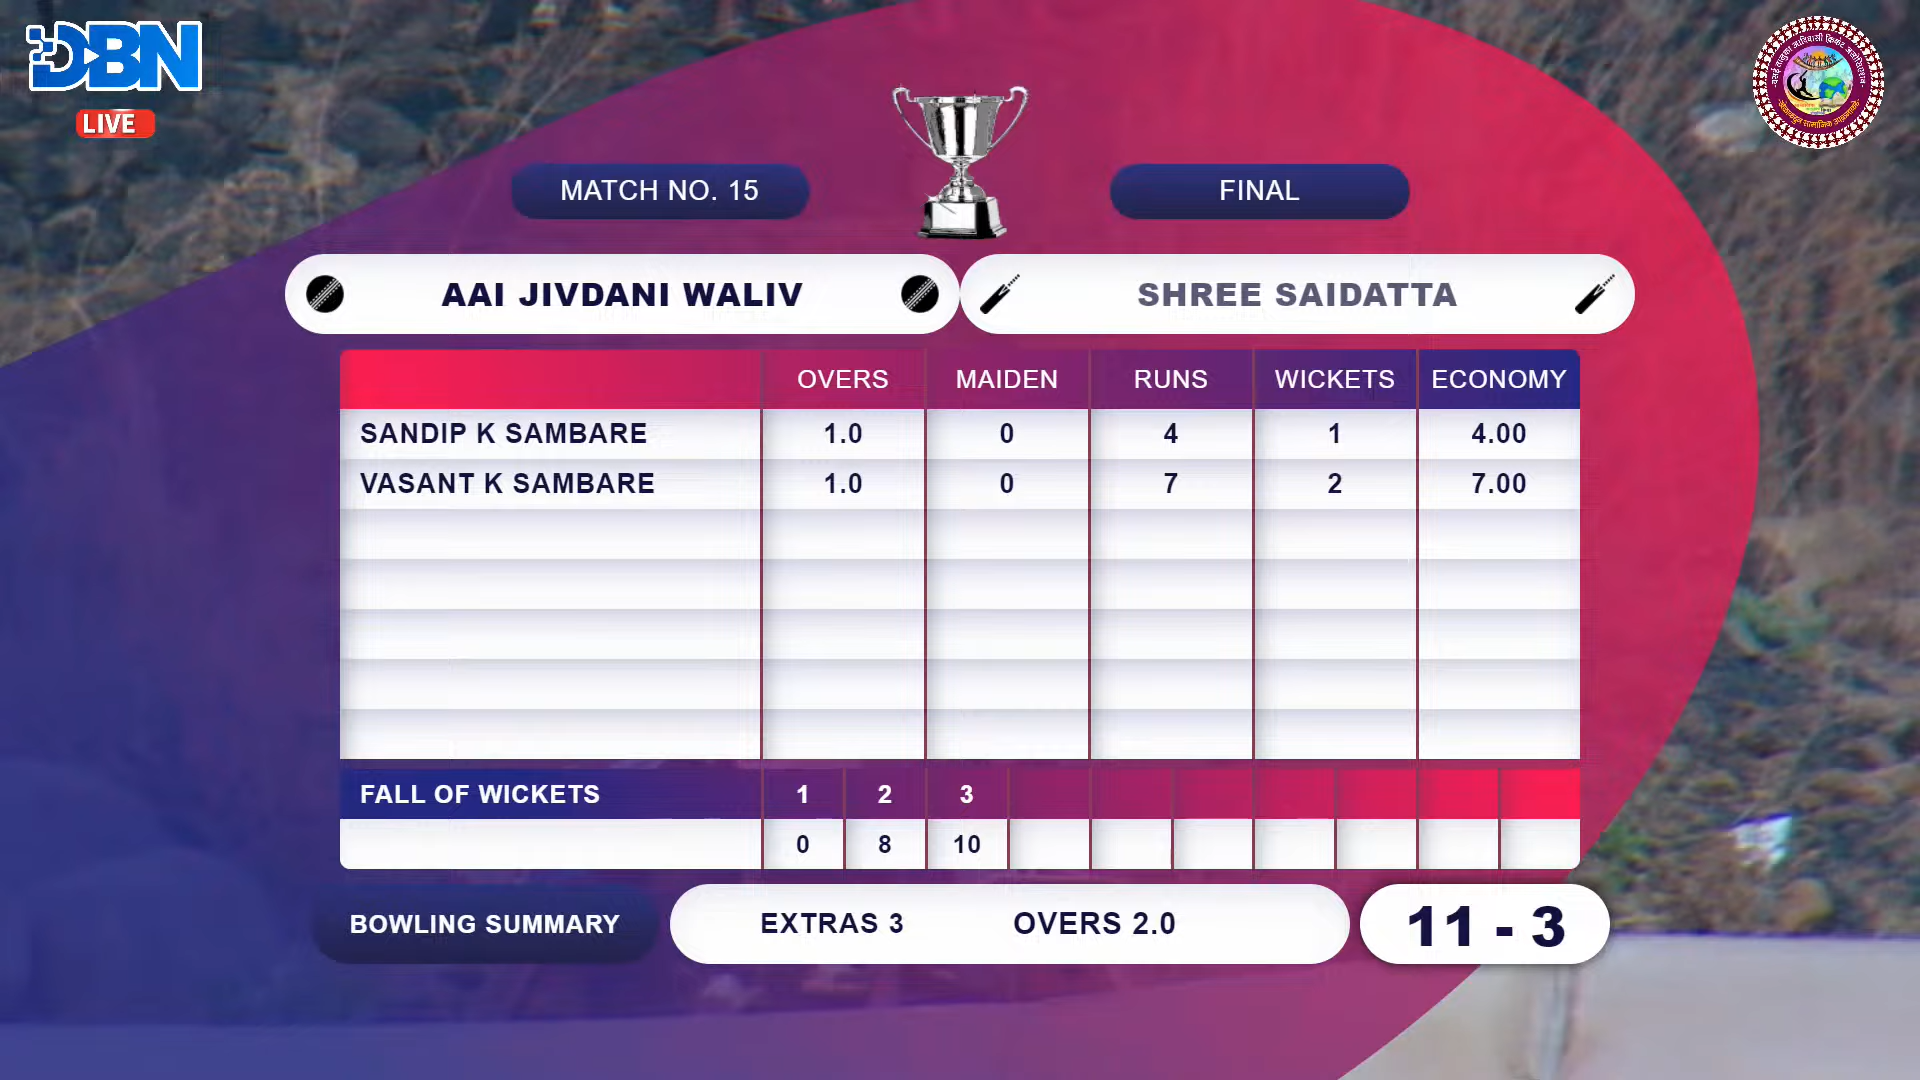 DBN
LIVE
MATCH NO. 15
FINAL
AAI JIVDANI WALIV
SHREE SAIDATTA
OVERS MAIDEN RUNS WICKETS ECONOMY
SANDIP K SAMBARE 1.0 0 4 1 4.00
VASANT K SAMBARE 1.0 0 7 2 7.00
FALL OF WICKETS 1 2 3
0 8 10
BOWLING SUMMARY EXTRAS 3 OVERS 2.0 11 - 3